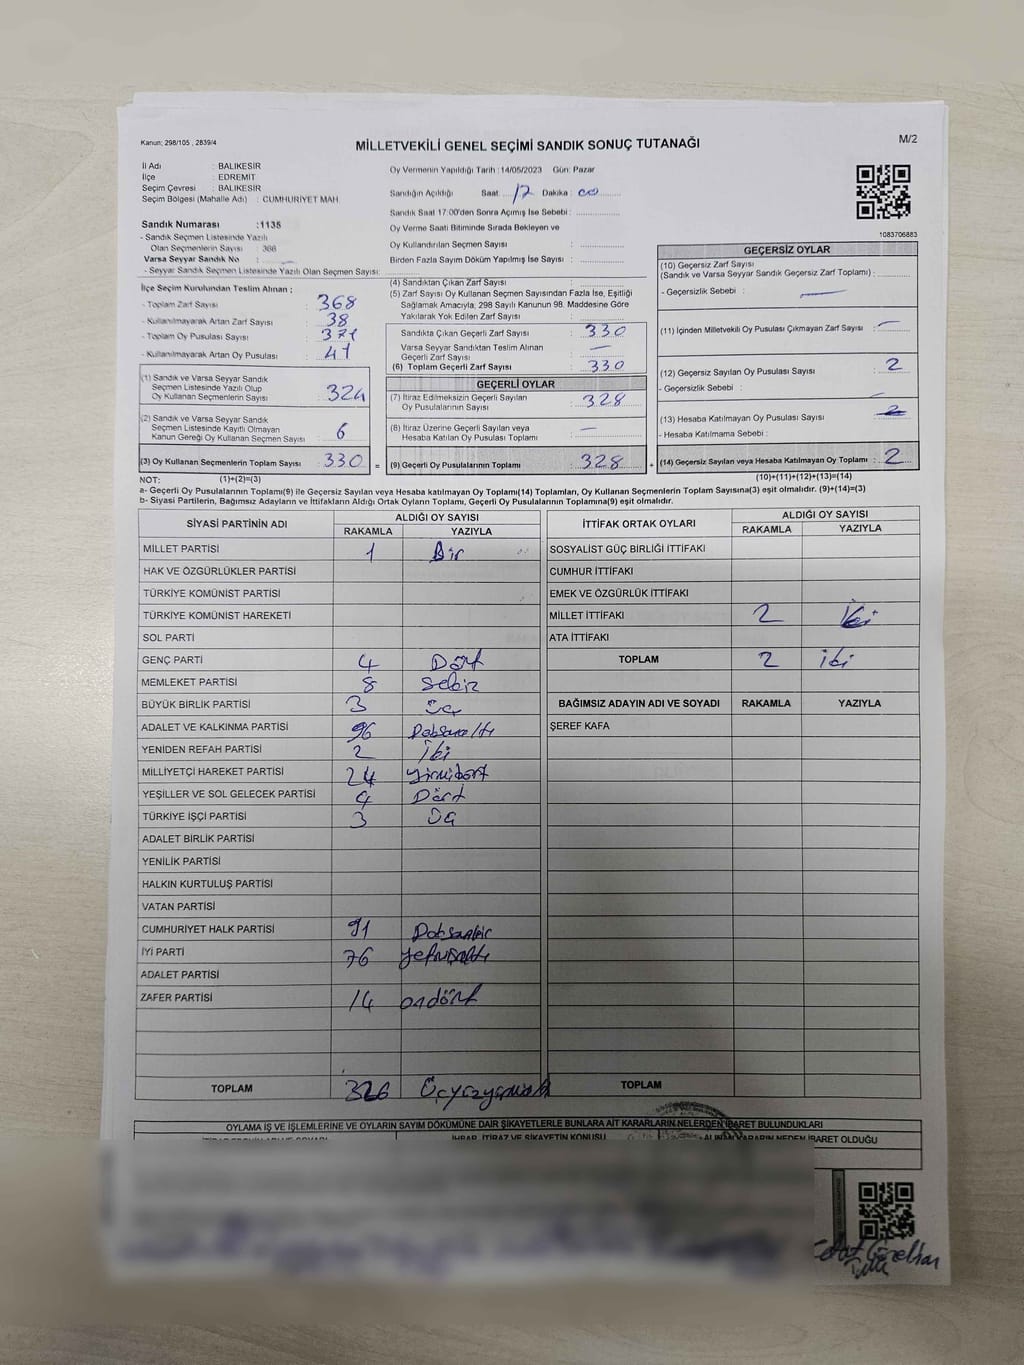 Kanun; 298/105 , 2839/4
MİLLETVEKİLİ GENEL SEÇİMİ SANDIK SONUÇ TUTANAĞI
M/2
İl Adı : BALIKESİR
İlçe : EDREMIT
Seçim Çevresi : BALIKESİR
Seçim Bölgesi (Mahalle Adı) : CUMHURİYET MAH.
Sandık Numarası :1135
- Sandık Seçmen Listesinde Yazılı
Olan Seçmenlerin Sayısı : 366
Varsa Seyyar Sandık No :
- Seyyar Sandık Seçmen Listesinde Yazılı Olan Seçmen Sayısı:
İlçe Seçim Kurulundan Teslim Alınan ;
- Toplam Zarf Sayısı : 368
- Kullanılmayarak Artan Zarf Sayısı : 38
- Toplam Oy Pusulası : 371
- Kullanılmayarak Artan Oy Pusulası : 41
(1) Sandık ve Varsa Seyyar Sandık
Seçmen Listesinde Yazılı Olup
Oy Kullanan Seçmenlerin Sayısı : 324
(2) Sandık ve Varsa Seyyar Sandık
Seçmen Listesinde Kayıtlı Olmayan
Kanun Gereği Oy Kullanan Seçmen Sayısı : 6
(3) Oy Kullanan Seçmenlerin Toplam Sayısı : 330 =
Oy Vermenin Yapıldığı Tarih :14/05/2023 Gün: Pazar
Sandığın Açıldığı Saat 17 Dakika : 00
Sandık Saat 17:00'den Sonra Açımış İse Sebebi :
Oy Verme Saati Bitiminde Sırada Bekleyen ve
Oy Kullandırılan Seçmen Sayısı :
Birden Fazla Sayım Döküm Yapılmış İse Sayısı :
(4) Sandıktan Çıkan Zarf Sayısı :
(5) Zarf Sayısı Oy Kullanan Seçmen Sayısından Fazla İse, Eşitliği
Sağlamak Amacıyla, 298 Sayılı Kanunun 98. Maddesine Göre
Yakılarak Yok Edilen Zarf Sayısı :
Sandıkta Çıkan Geçerli Zarf Sayısı : 330
Varsa Seyyar Sandıktan Teslim Alınan
Geçerli Zarf Sayısı : —
(6) Toplam Geçerli Zarf Sayısı : 330
GEÇERLİ OYLAR
(7) İtiraz Edilmeksizin Geçerli Sayılan
Oy Pusulalarının Sayısı : 328
(8) İtiraz Üzerine Geçerli Sayılan veya
Hesaba Katılan Oy Pusulası Toplamı : —
(9) Geçerli Oy Pusulalarının Toplamı : 328 +
1083706883
GEÇERSİZ OYLAR
(10) Geçersiz Zarf Sayısı
(Sandık ve Varsa Seyyar Sandık Geçersiz Zarf Toplamı) :
- Geçersizlik Sebebi : —
(11) İçinden Milletvekili Oy Pusulası Çıkmayan Zarf Sayısı : —
(12) Geçersiz Sayılan Oy Pusulası Sayısı : 2
- Geçersizlik Sebebi :
(13) Hesaba Katılmayan Oy Pusulası Sayısı :
- Hesaba Katılmama Sebebi :
(14) Geçersiz Sayılan veya Hesaba Katılmayan Oy Toplamı : 2
NOT: (1)+(2)=(3) (10)+(11)+(12)+(13)=(14)
a- Geçerli Oy Pusulalarının Toplamı(9) ile Geçersiz Sayılan veya Hesaba katılmayan Oy Toplamı(14) Toplamları, Oy Kullanan Seçmenlerin Toplam Sayısına(3) eşit olmalıdır. (9)+(14)=(3)
b- Siyasi Partilerin, Bağımsız Adayların ve İttifakların Aldığı Ortak Oyların Toplamı, Geçerli Oy Pusulalarının Toplamına(9) eşit olmalıdır.
SİYASİ PARTİNİN ADI ALDIĞI OY SAYISI
RAKAMLA YAZIYLA
MİLLET PARTİSİ 1 Bir
HAK VE ÖZGÜRLÜKLER PARTİSİ
TÜRKİYE KOMÜNİST PARTİSİ
TÜRKİYE KOMÜNİST HAREKETİ
SOL PARTİ
GENÇ PARTİ 4 Dört
MEMLEKET PARTİSİ 8 Sekiz
BÜYÜK BİRLİK PARTİSİ 3 üç
ADALET VE KALKINMA PARTİSİ 96 Doksanaltı
YENİDEN REFAH PARTİSİ 2 İki
MİLLİYETÇİ HAREKET PARTİSİ 24 yirmidört
YEŞİLLER VE SOL GELECEK PARTİSİ 4 Dört
TÜRKİYE İŞÇİ PARTİSİ 3 Üç
ADALET BİRLİK PARTİSİ
YENİLİK PARTİSİ
HALKIN KURTULUŞ PARTİSİ
VATAN PARTİSİ
CUMHURİYET HALK PARTİSİ 91 Doksanbir
İYİ PARTİ 76 yetmişaltı
ADALET PARTİSİ
ZAFER PARTİSİ 14 ondört
TOPLAM 326
İTTİFAK ORTAK OYLARI ALDIĞI OY SAYISI
RAKAMLA YAZIYLA
SOSYALİST GÜÇ BİRLİĞİ İTTİFAKI
CUMHUR İTTİFAKI
EMEK VE ÖZGÜRLÜK İTTİFAKI
MİLLET İTTİFAKI 2 İki
ATA İTTİFAKI
TOPLAM 2 iki
BAĞIMSIZ ADAYIN ADI VE SOYADI RAKAMLA YAZIYLA
ŞEREF KAFA
TOPLAM
OYLAMA İŞ VE İŞLEMLERINE VE OYLARIN SAYIM DÖKÜMÜNE DAİR ŞİKAYETLERLE BUNLARA AİT KARARLARIN NELERDEN İBARET BULUNDUKLARI
İHBAR, İTİRAZ VE ŞİKAYETİN KONUSU
ALINAN KARARIN NEDEN İBARET OLDUĞU